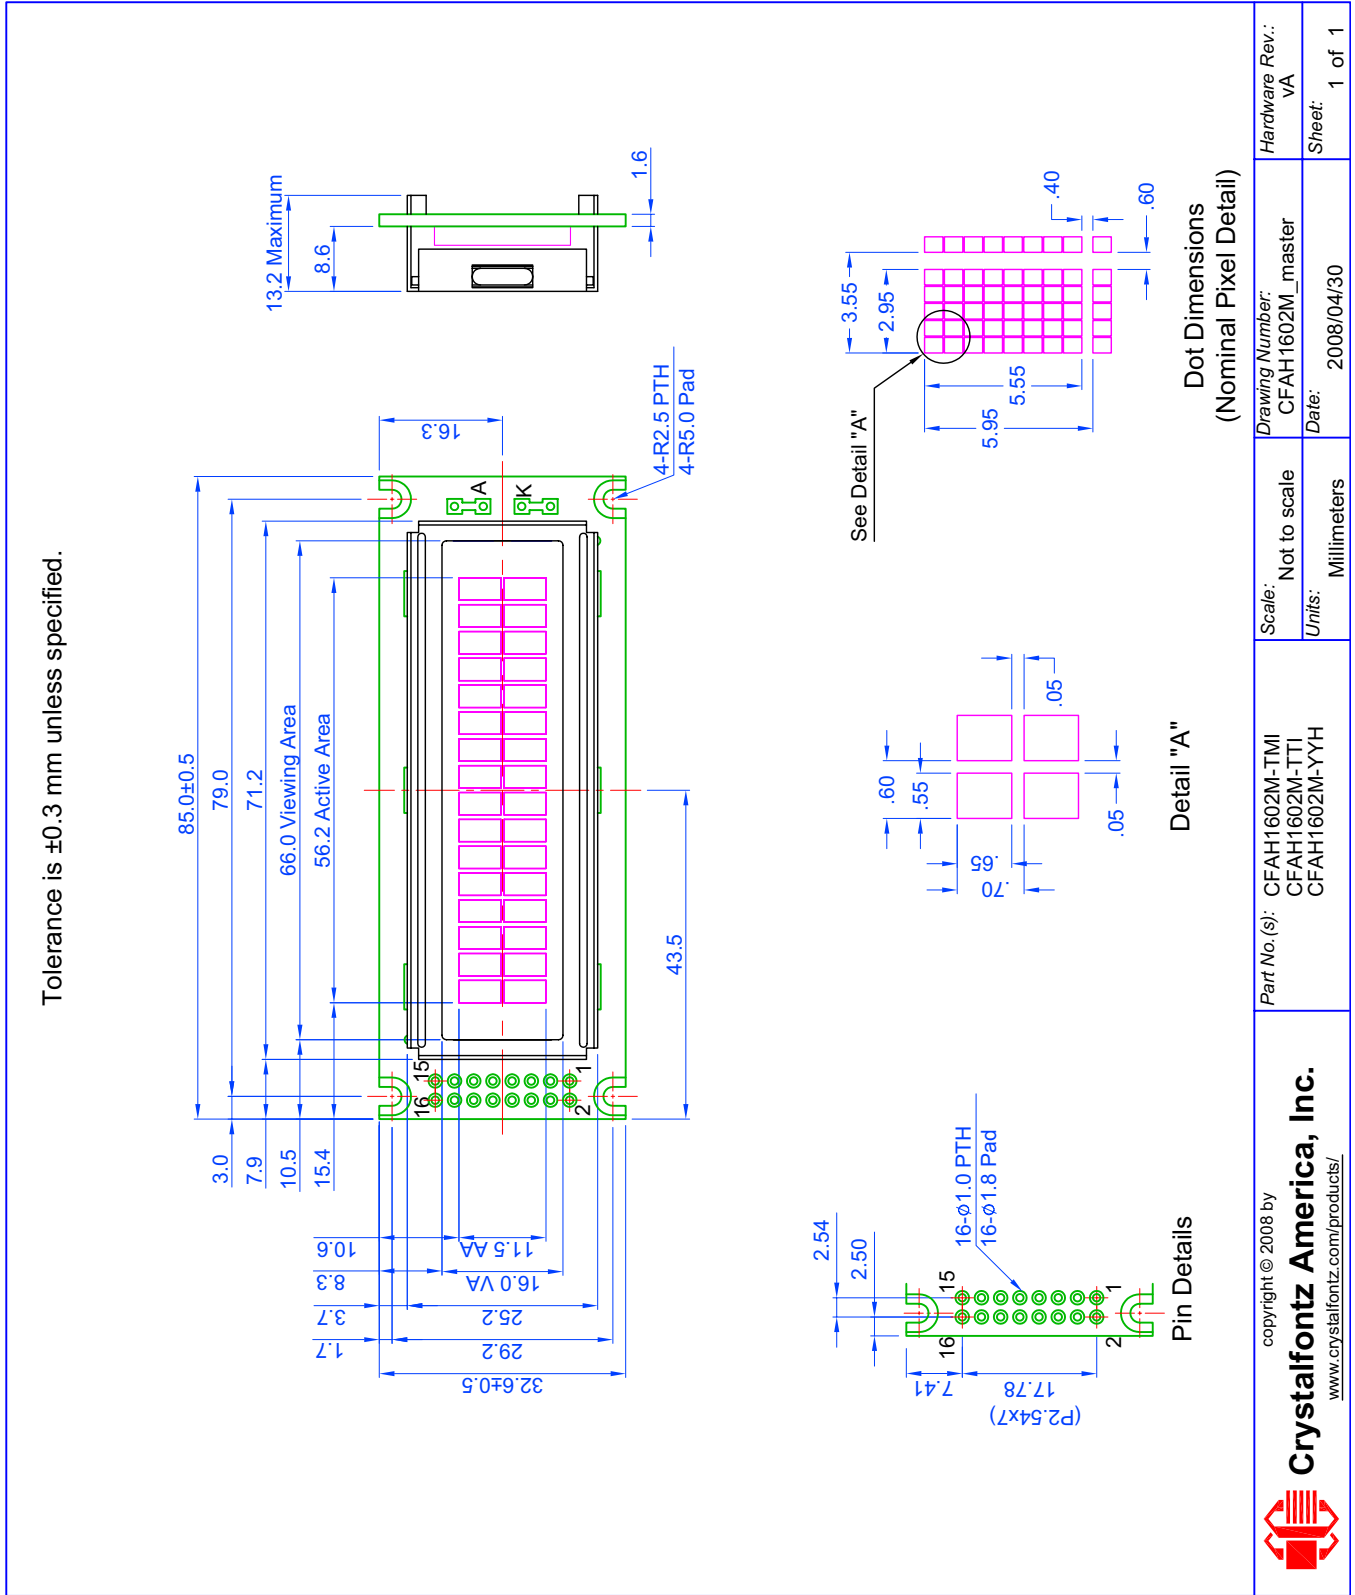 Tolerance is ±0.3 mm unless specified.
85.0±0.5
79.0
71.2
66.0 Viewing Area
56.2 Active Area
3.0
7.9
10.5
15.4
10.6
8.3
3.7
1.7
11.5 AA
16.0 VA
25.2
29.2
32.6±0.5
16
15
2
1
A
K
16.3
43.5
4-R2.5 PTH
4-R5.0 Pad
13.2 Maximum
8.6
1.6
2.54
2.50
16-ø1.0 PTH
16-ø1.8 Pad
16
15
2
1
7.41
17.78
(P2.54x7)
Pin Details
.60
.55
.65
.70
.05
.05
Detail "A"
See Detail "A"
3.55
2.95
5.55
5.95
.40
.60
Dot Dimensions
(Nominal Pixel Detail)
copyright © 2008 by
Crystalfontz America, Inc.
www.crystalfontz.com/products/
Part No.(s): CFAH1602M-TMI
CFAH1602M-TTI
CFAH1602M-YYH
Scale:
Not to scale
Units:
Millimeters
Drawing Number:
CFAH1602M_master
Date:
2008/04/30
Hardware Rev.:
vA
Sheet:
1 of 1